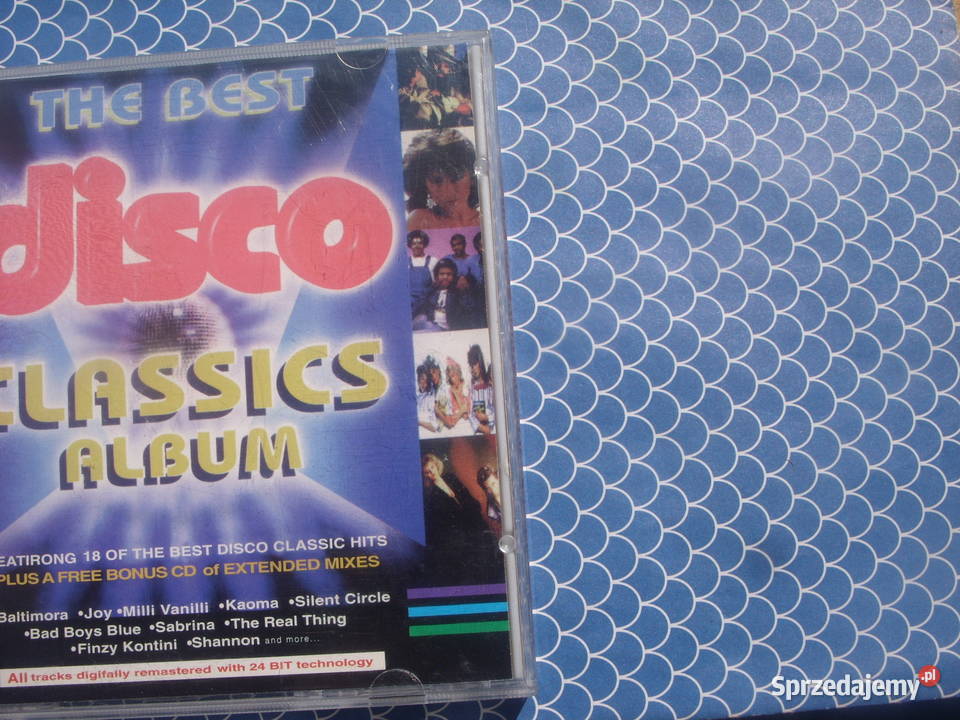 THE BEST
disco
CLASSICS
ALBUM
EATIRONG 18 OF THE BEST DISCO CLASSIC HITS
PLUS A FREE BONUS CD of EXTENDED MIXES
Baltimora •Joy •Milli Vanilli •Kaoma •Silent Circle
•Bad Boys Blue •Sabrina •The Real Thing
•Finzy Kontini •Shannon and more...
All tracks digifally remastered with 24 BIT technology
Sprzedajemy.pl